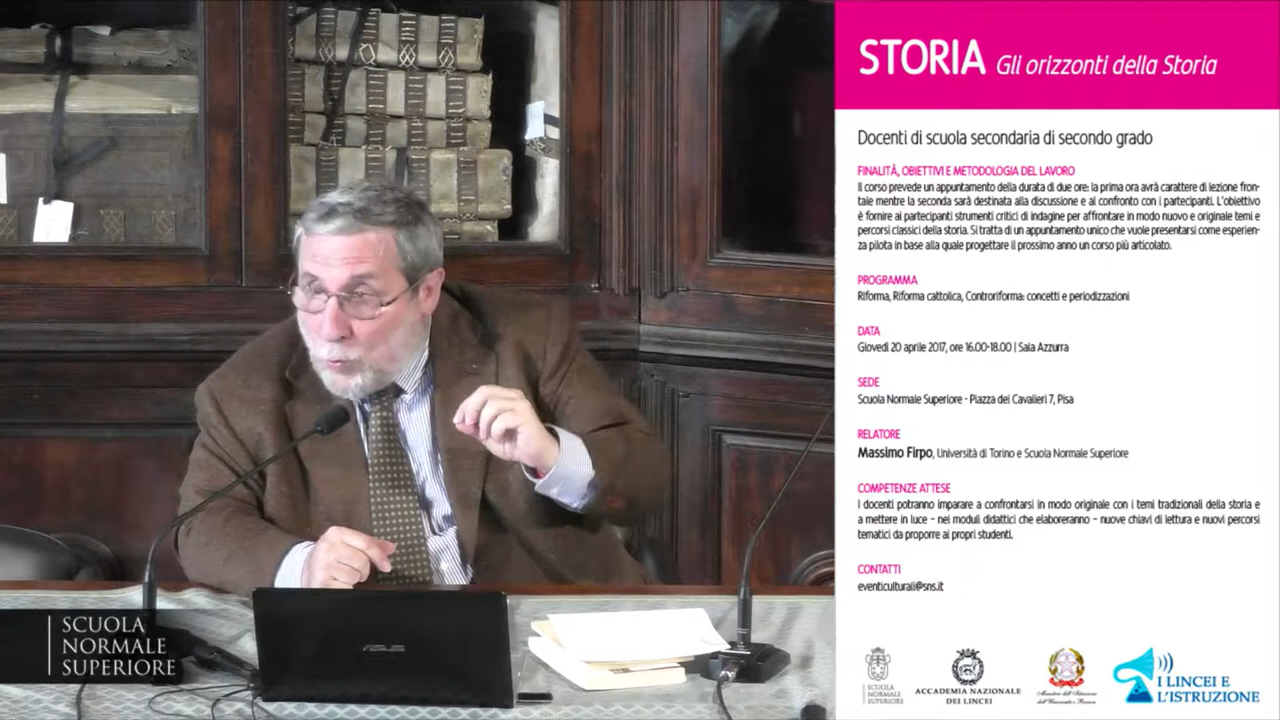 STORIA Gli orizzonti della Storia
Docenti di scuola secondaria di secondo grado
FINALITÀ, OBIETTIVI E METODOLOGIA DEL LAVORO
Il corso prevede un appuntamento della durata di due ore: la prima ora avrà carattere di lezione fron-
tale mentre la seconda sarà destinata alla discussione e al confronto con i partecipanti. L'obiettivo
è fornire ai partecipanti strumenti critici di indagine per affrontare in modo nuovo e originale temi e
percorsi classici della storia. Si tratta di un appuntamento unico che vuole presentarsi come esperien-
za pilota in base alla quale progettare il prossimo anno un corso più articolato.
PROGRAMMA
Riforma, Riforma cattolica, Controriforma: concetti e periodizzazioni
DATA
Giovedì 20 aprile 2017, ore 16.00-18.00 | Sala Azzurra
SEDE
Scuola Normale Superiore - Piazza dei Cavalieri 7, Pisa
RELATORE
Massimo Firpo, Università di Torino e Scuola Normale Superiore
COMPETENZE ATTESE
I docenti potranno imparare a confrontarsi in modo originale con i temi tradizionali della storia e
a mettere in luce – nei moduli didattici che elaboreranno – nuove chiavi di lettura e nuovi percorsi
tematici da proporre ai propri studenti.
CONTATTI
eventiculturali@sns.it
SCUOLA
NORMALE
SUPERIORE
ASUS
SCUOLA
NORMALE
SUPERIORE
ACCADEMIA NAZIONALE
DEI LINCEI
Ministero dell'Istruzione
dell'Università e Ricerca
I LINCEI E
L'ISTRUZIONE